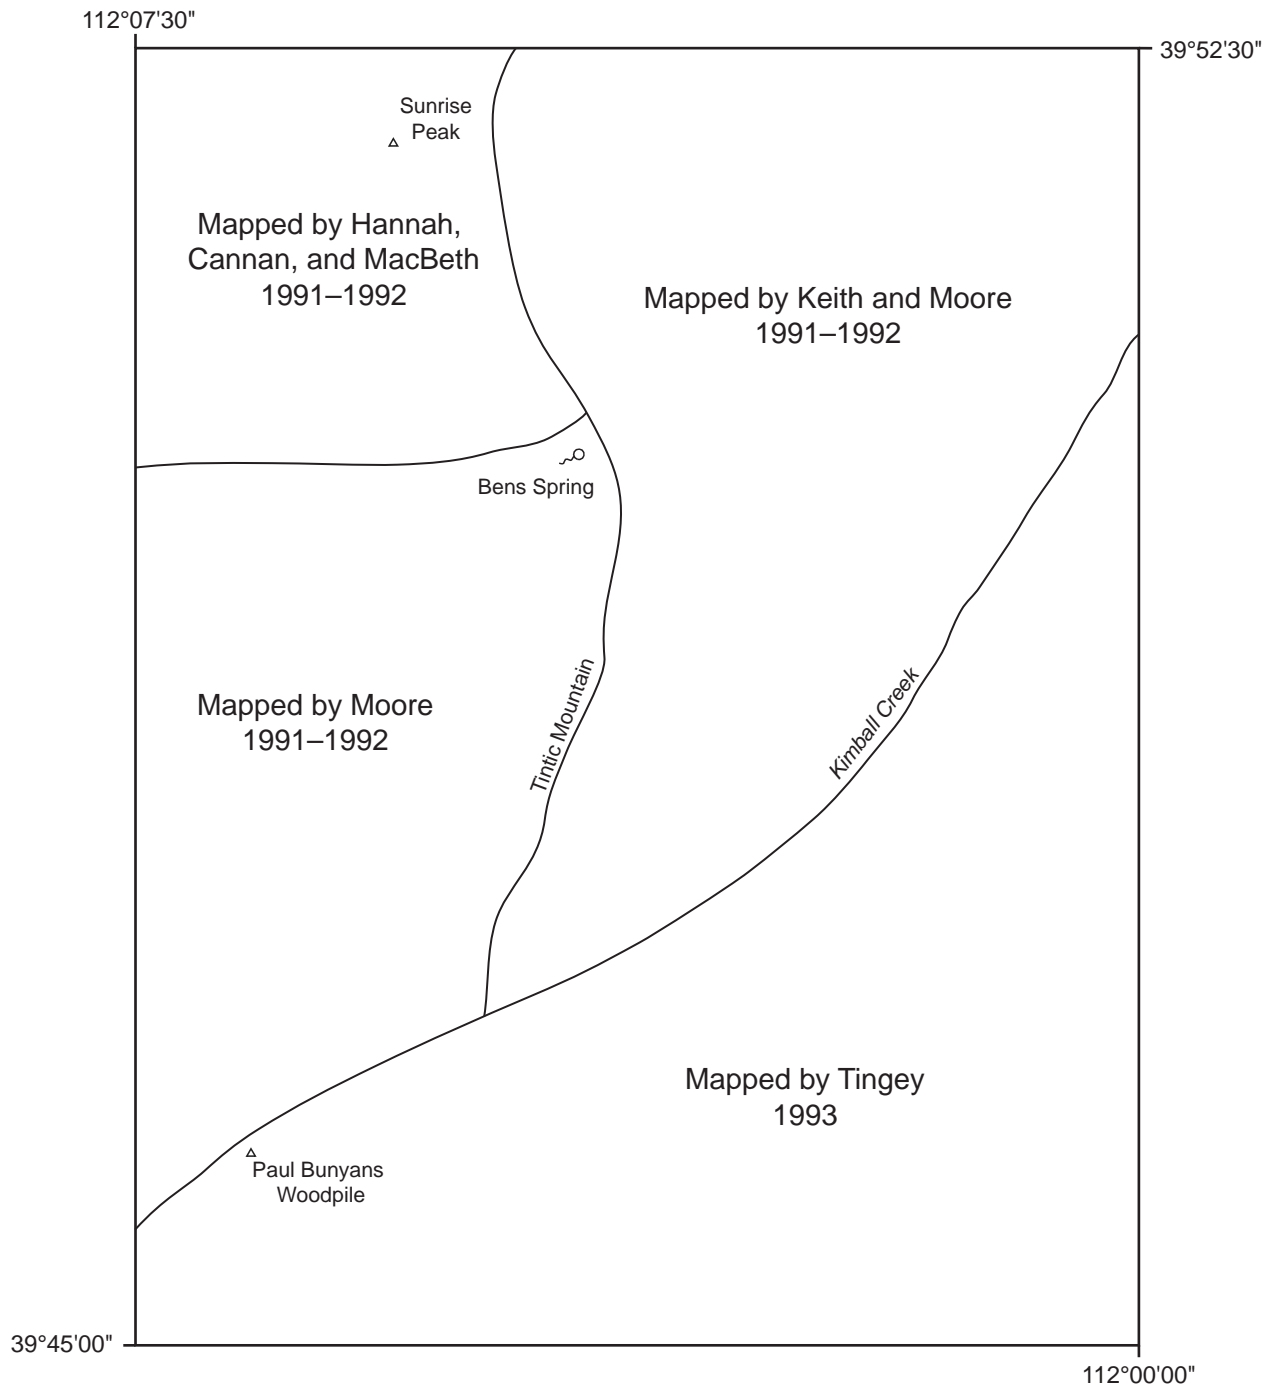 112°07'30"
39°52'30"
Sunrise
Peak
Mapped by Hannah,
Cannan, and MacBeth
1991–1992
Mapped by Keith and Moore
1991–1992
Bens Spring
Mapped by Moore
1991–1992
Tintic Mountain
Kimball Creek
Mapped by Tingey
1993
Paul Bunyans
Woodpile
39°45'00"
112°00'00"